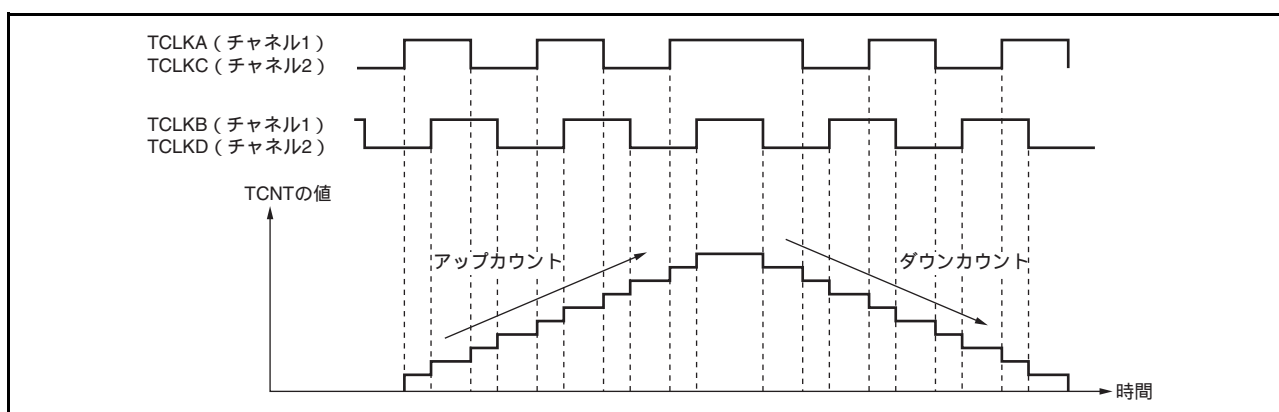 TCLKA（チャネル1）
TCLKC（チャネル2）
TCLKB（チャネル1）
TCLKD（チャネル2）
TCNTの値
アップカウント
ダウンカウント
時間